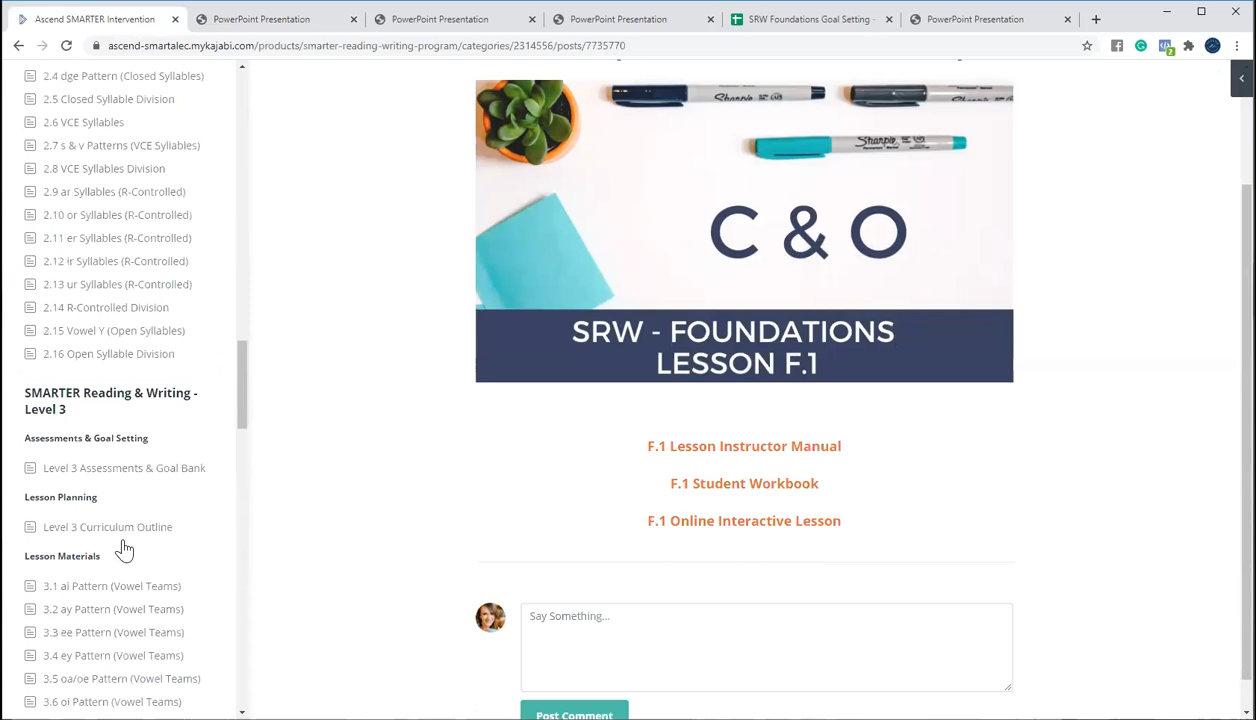 Ascend SMARTER Intervention
PowerPoint Presentation
PowerPoint Presentation
PowerPoint Presentation
SRW Foundations Goal Setting -
PowerPoint Presentation
ascend-smartalec.mykajabi.com/products/smarter-reading-writing-program/categories/2314556/posts/7735770
2
2.4 dge Pattern (Closed Syllables)
2.5 Closed Syllable Division
2.6 VCE Syllables
2.7 s & v Patterns (VCE Syllables)
2.8 VCE Syllables Division
2.9 ar Syllables (R-Controlled)
2.10 or Syllables (R-Controlled)
2.11 er Syllables (R-Controlled)
2.12 ir Syllables (R-Controlled)
2.13 ur Syllables (R-Controlled)
2.14 R-Controlled Division
2.15 Vowel Y (Open Syllables)
2.16 Open Syllable Division
SMARTER Reading & Writing -
Level 3
Assessments & Goal Setting
Level 3 Assessments & Goal Bank
Lesson Planning
Level 3 Curriculum Outline
Lesson Materials
3.1 ai Pattern (Vowel Teams)
3.2 ay Pattern (Vowel Teams)
3.3 ee Pattern (Vowel Teams)
3.4 ey Pattern (Vowel Teams)
3.5 oa/oe Pattern (Vowel Teams)
3.6 oi Pattern (Vowel Teams)
Sharpie
Sharpie
Sharpie
C & O
SRW - FOUNDATIONS
LESSON F.1
F.1 Lesson Instructor Manual
F.1 Student Workbook
F.1 Online Interactive Lesson
Say Something...
Post Comment